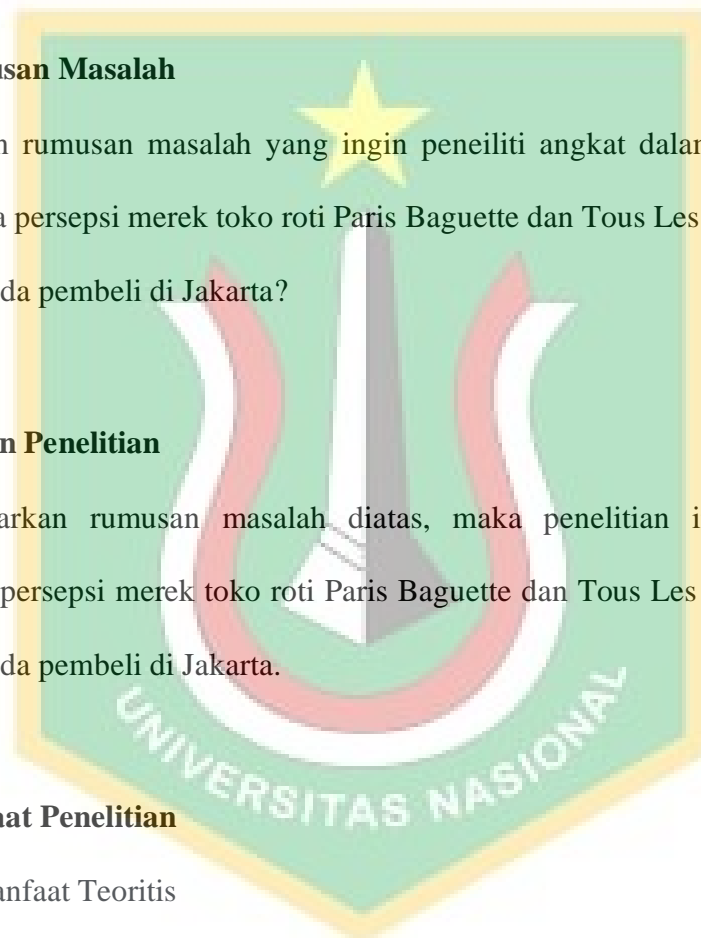 usan Masalah
rumusan masalah yang ingin peneiliti angkat dalam
persepsi merek toko roti Paris Baguette dan Tous Les
da pembeli di Jakarta?
n Penelitian
arkan rumusan masalah diatas, maka penelitian i
persepsi merek toko roti Paris Baguette dan Tous Les
da pembeli di Jakarta.
UNIVERSITAS NASIONAL
aat Penelitian
anfaat Teoritis